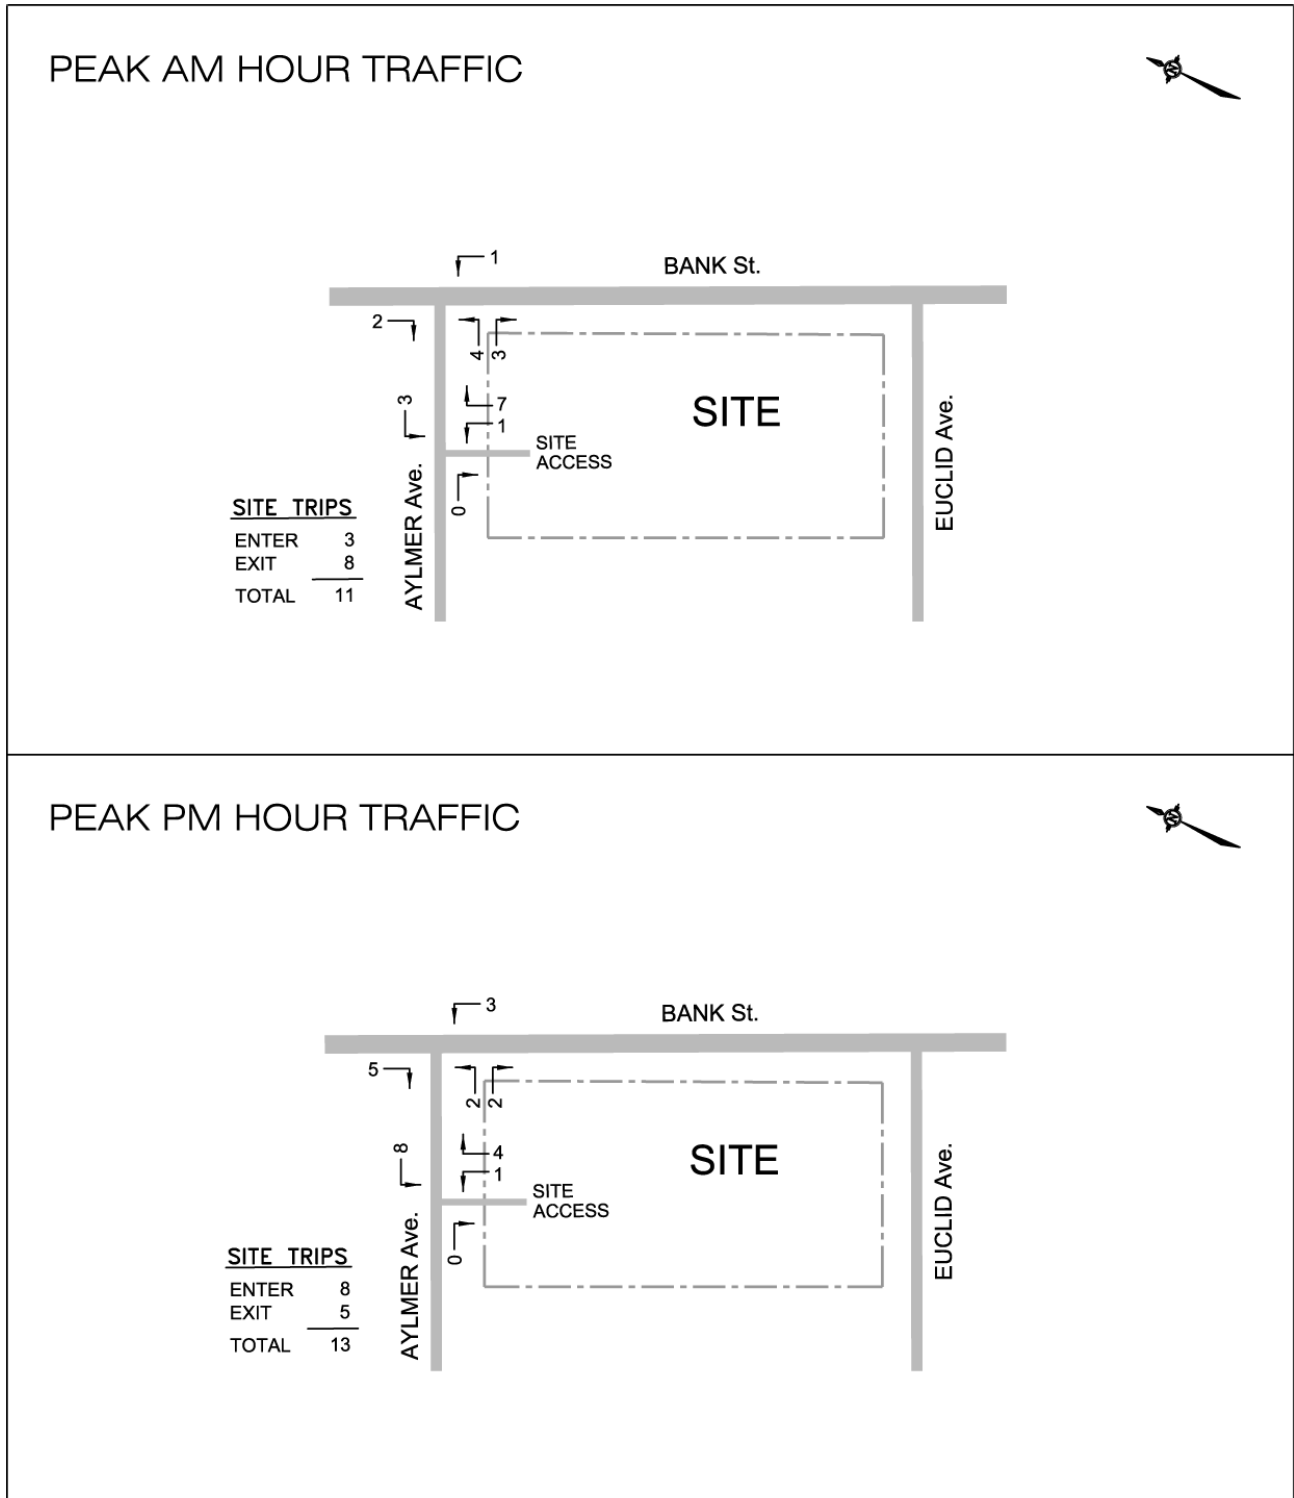 PEAK AM HOUR TRAFFIC
N
1
BANK St.
2
4
3
3
7
1
SITE
SITE
ACCESS
0
AYLMER Ave.
EUCLID Ave.
SITE TRIPS
ENTER 3
EXIT 8
TOTAL 11
PEAK PM HOUR TRAFFIC
N
3
BANK St.
5
2
2
8
4
1
SITE
SITE
ACCESS
0
AYLMER Ave.
EUCLID Ave.
SITE TRIPS
ENTER 8
EXIT 5
TOTAL 13